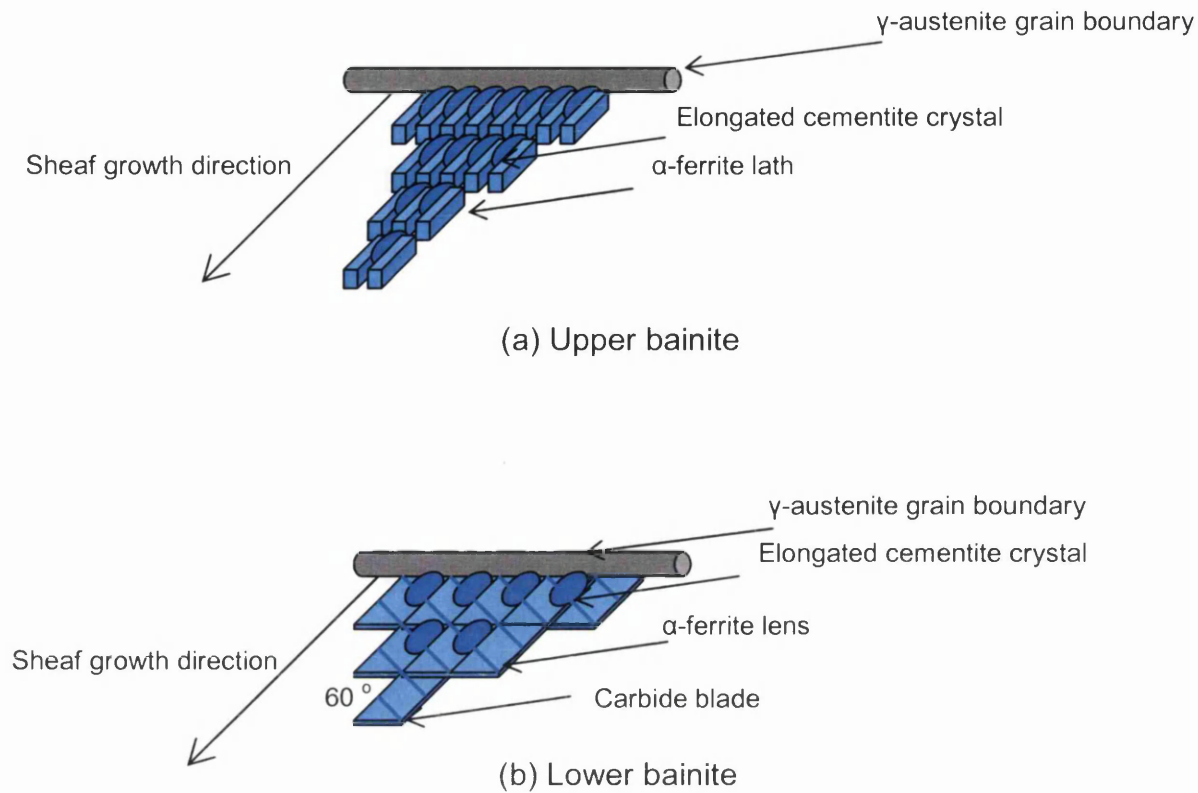 γ-austenite grain boundary
Elongated cementite crystal
Sheaf growth direction
α-ferrite lath
(a) Upper bainite
γ-austenite grain boundary
Elongated cementite crystal
α-ferrite lens
Sheaf growth direction
60 °
Carbide blade
(b) Lower bainite